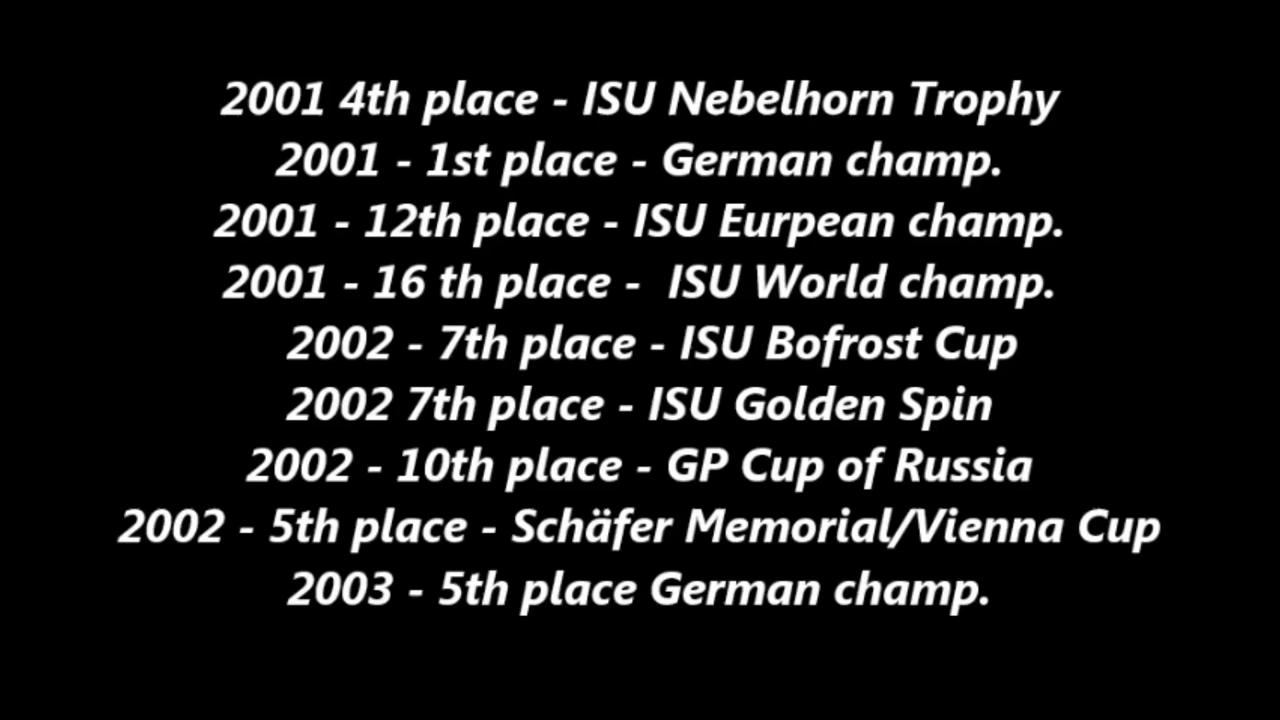 2001 4th place - ISU Nebelhorn Trophy
2001 - 1st place - German champ.
2001 - 12th place - ISU Eurpean champ.
2001 - 16 th place -  ISU World champ.
2002 - 7th place - ISU Bofrost Cup
2002 7th place - ISU Golden Spin
2002 - 10th place - GP Cup of Russia
2002 - 5th place - Schäfer Memorial/Vienna Cup
2003 - 5th place German champ.